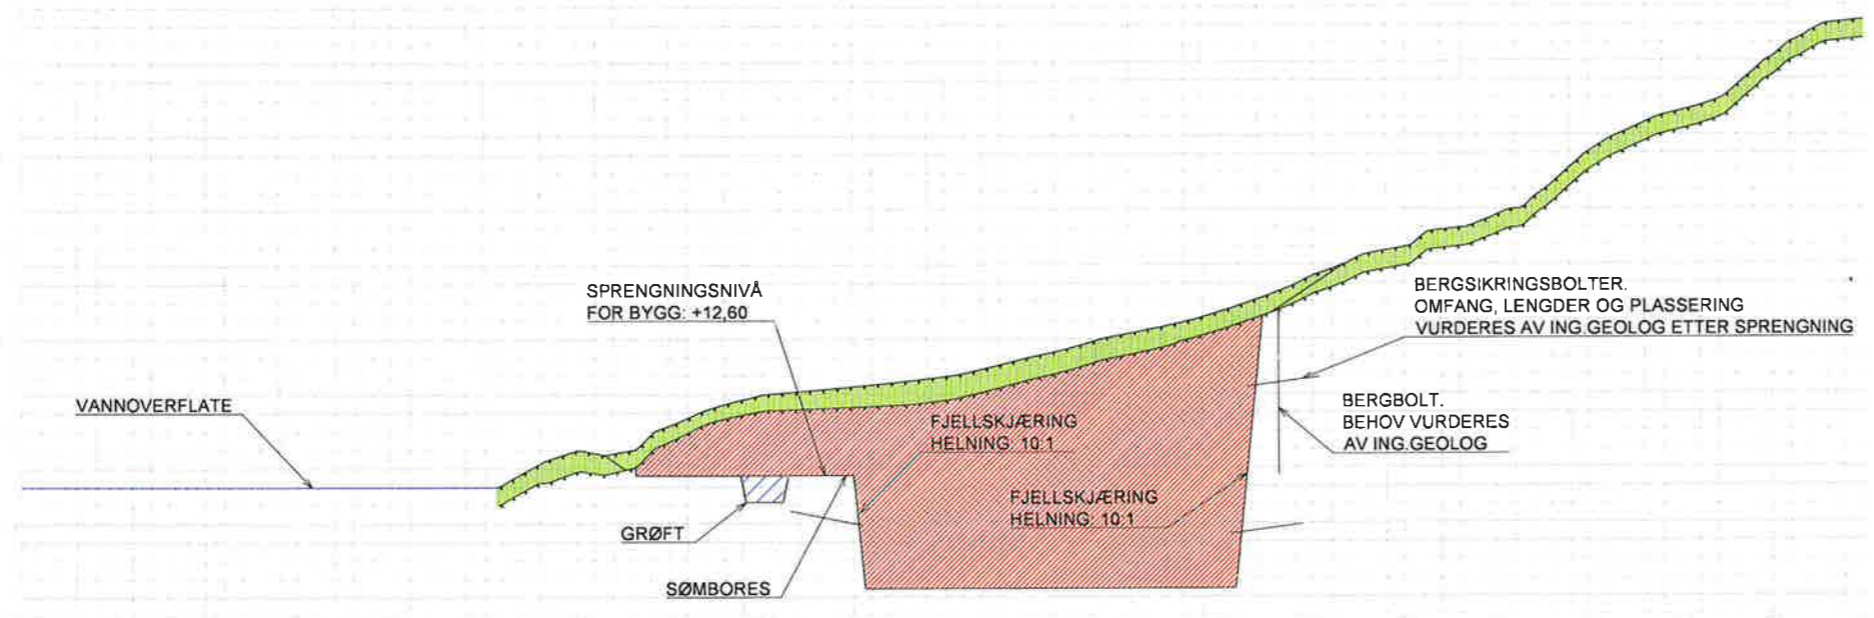 SPRENGNINGSNIVÅ
FOR BYGG: +12,60
BERGSIKRINGSBOLTER.
OMFANG, LENGDER OG PLASSERING
VURDERES AV ING.GEOLOG ETTER SPRENGNING
VANNOVERFLATE
BERGBOLT.
BEHOV VURDERES
AV ING.GEOLOG
FJELLSKJÆRING
HELNING: 10:1
FJELLSKJÆRING
HELNING: 10:1
GRØFT
SØMBORES